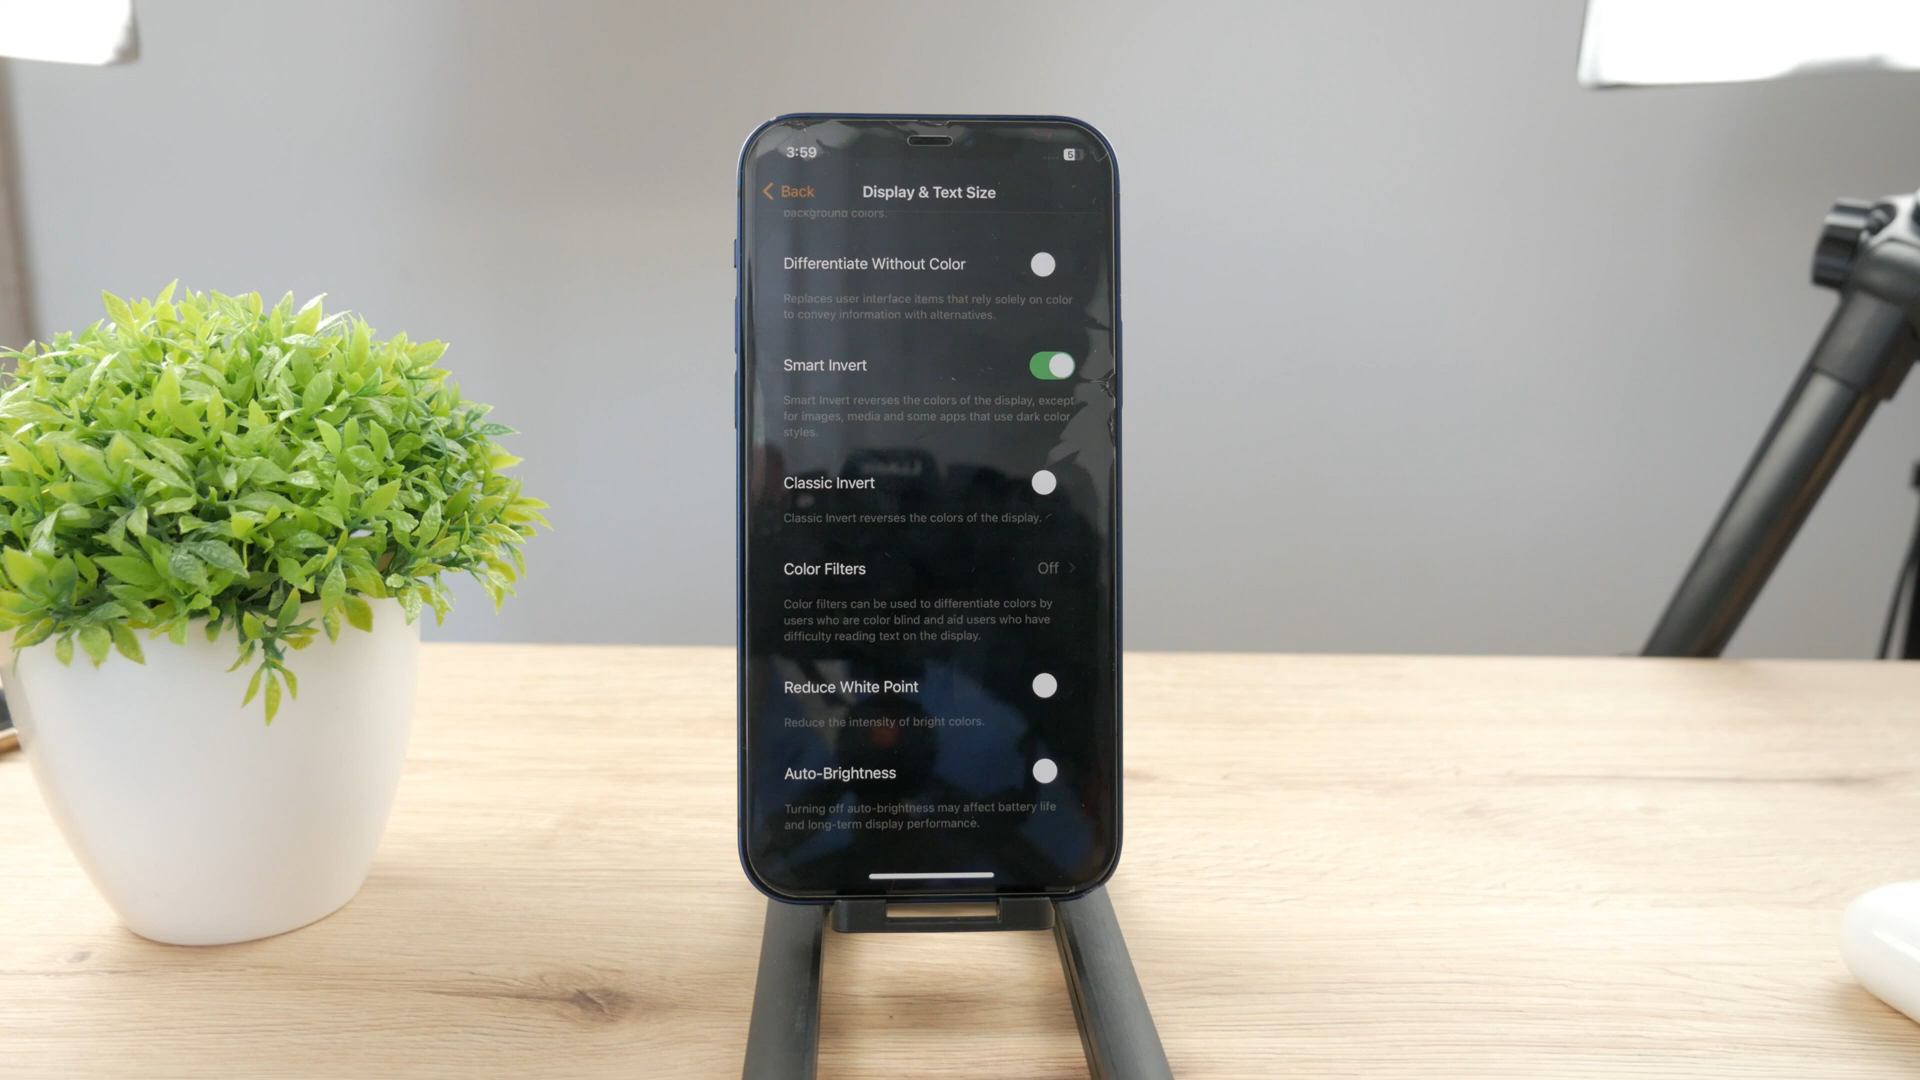 3:59
5
Back
Display & Text Size
background colors.
Differentiate Without Color
Replaces user interface items that rely solely on color
to convey information with alternatives.
Smart Invert
Smart Invert reverses the colors of the display, except
for images, media and some apps that use dark color
styles.
Classic Invert
Classic Invert reverses the colors of the display.
Color Filters
Off
Color filters can be used to differentiate colors by
users who are color blind and aid users who have
difficulty reading text on the display.
Reduce White Point
Reduce the intensity of bright colors.
Auto-Brightness
Turning off auto-brightness may affect battery life
and long-term display performance.